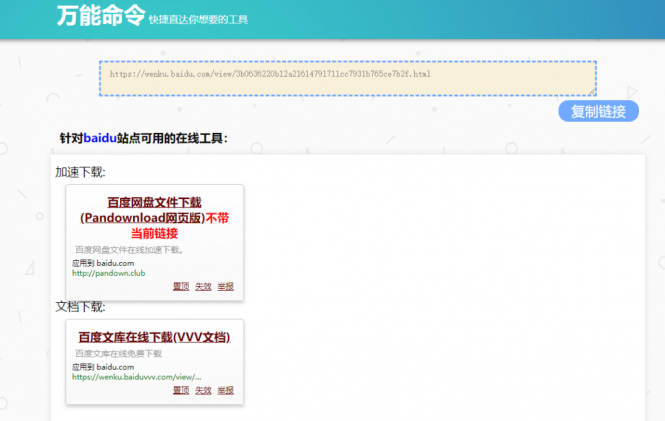 万能命令 快捷直达你想要的工具
https://wenku.baidu.com/view/3b0636220b12a21614791711cc7931b765ce7h2f.html
复制链接
针对baidu站点可用的在线工具：
加速下载:
百度网盘文件下载
(Pandownload网页版)不带
当前链接
百度网盘文件在线加速下载。
应用到 baidu.com
http://pandown.club
置顶 失效 举报
文档下载:
百度文库在线下载(VVV文档)
百度文库在线免费下载
应用到 baidu.com
https://wenku.baiduvvv.com/view/...
置顶 失效 举报